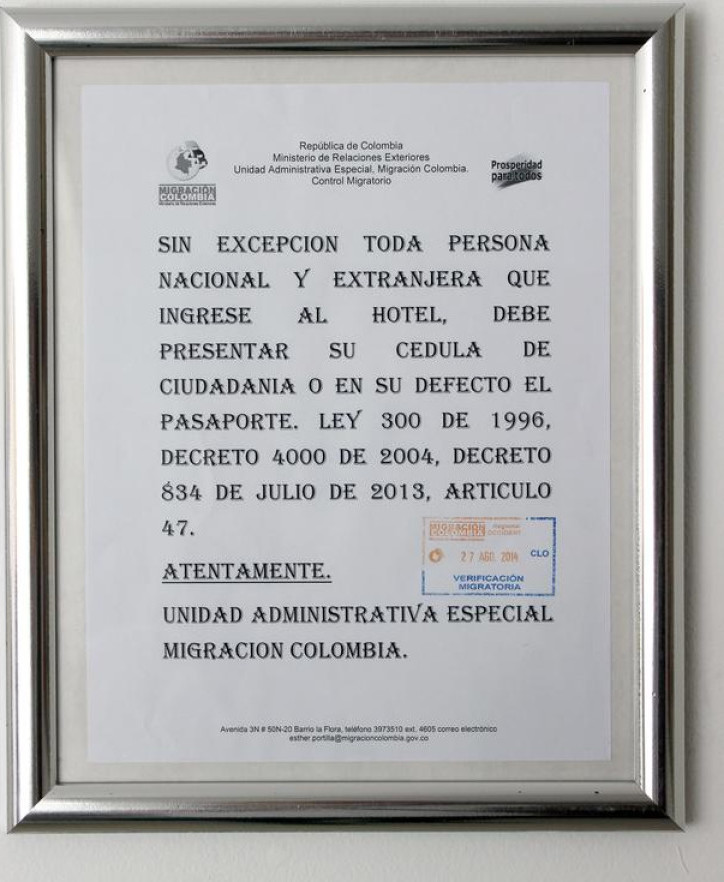 República de Colombia
Ministerio de Relaciones Exteriores
Unidad Administrativa Especial, Migración Colombia.
Control Migratorio
MIGRACIÓN
COLOMBIA
Prosperidad
para todos
SIN EXCEPCION TODA PERSONA
NACIONAL Y EXTRANJERA QUE
INGRESE AL HOTEL, DEBE
PRESENTAR SU CEDULA DE
CIUDADANIA O EN SU DEFECTO EL
PASAPORTE. LEY 300 DE 1996,
DECRETO 4000 DE 2004, DECRETO
834 DE JULIO DE 2013, ARTICULO
47.
MIGRACIÓN
COLOMBIA
Regional
OCCIDENT
27 AGO. 2014 CLO
VERIFICACIÓN
MIGRATORIA
ATENTAMENTE.
UNIDAD ADMINISTRATIVA ESPECIAL
MIGRACION COLOMBIA.
Avenida 3N # 50N-20 Barrio la Flora, teléfono 3973510 ext. 4605 correo electrónico
esther.portilla@migracioncolombia.gov.co